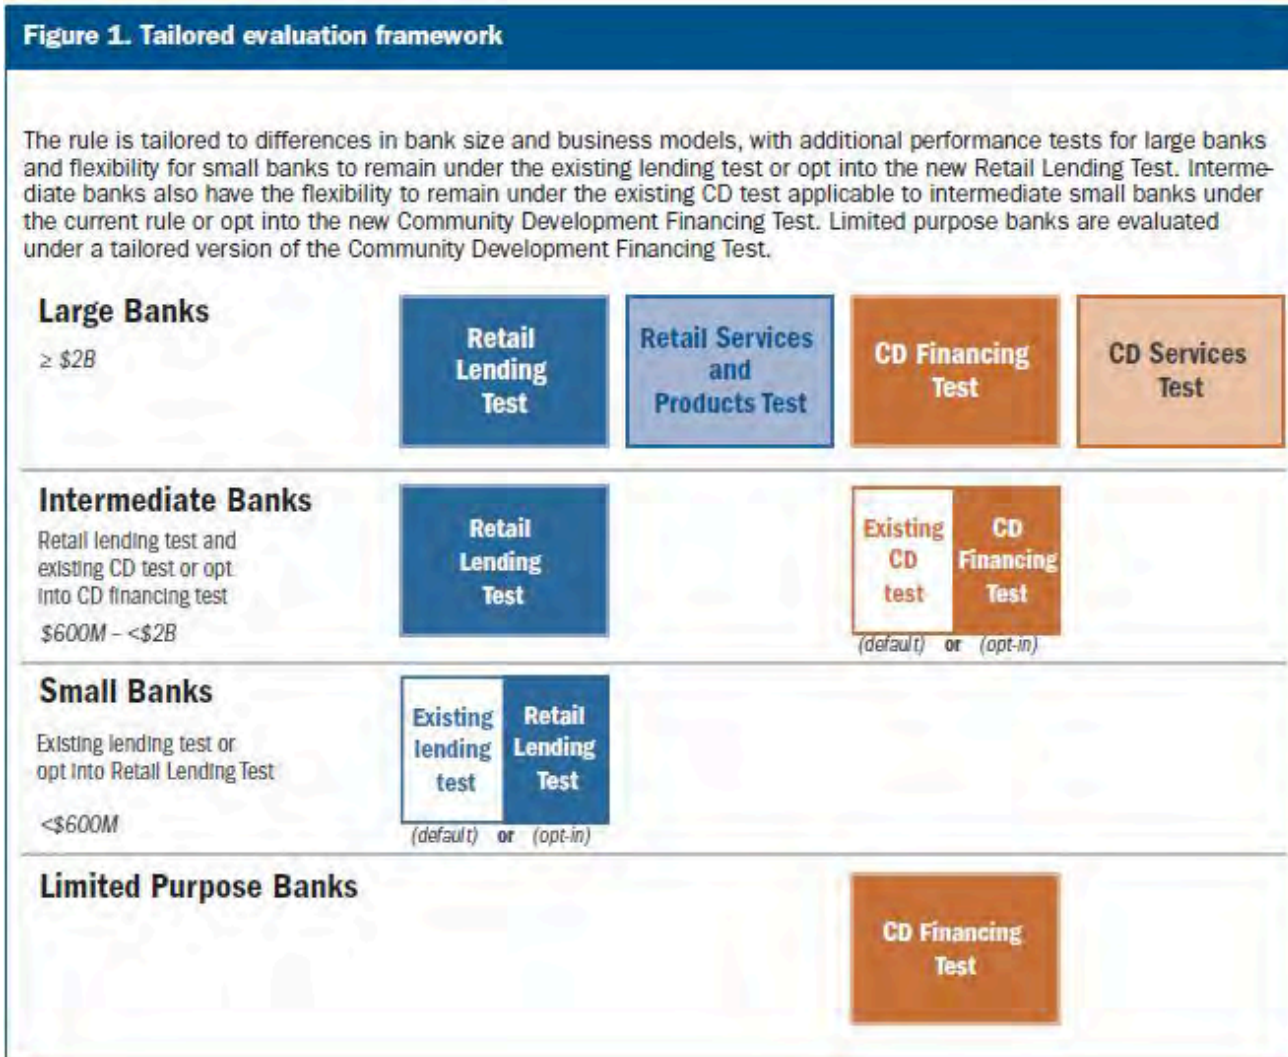 Figure 1. Tailored evaluation framework
The rule is tailored to differences in bank size and business models, with additional performance tests for large banks
and flexibility for small banks to remain under the existing lending test or opt into the new Retail Lending Test. Interme-
diate banks also have the flexibility to remain under the existing CD test applicable to intermediate small banks under
the current rule or opt into the new Community Development Financing Test. Limited purpose banks are evaluated
under a tailored version of the Community Development Financing Test.
Large Banks
≥ $2B
Retail
Lending
Test
Retail Services
and
Products Test
CD Financing
Test
CD Services
Test
Intermediate Banks
Retail lending test and
existing CD test or opt
into CD financing test
$600M – <$2B
Retail
Lending
Test
Existing
CD
test
CD
Financing
Test
(default) or (opt-in)
Small Banks
Existing lending test or
opt into Retail Lending Test
<$600M
Existing
lending
test
Retail
Lending
Test
(default) or (opt-in)
Limited Purpose Banks
CD Financing
Test